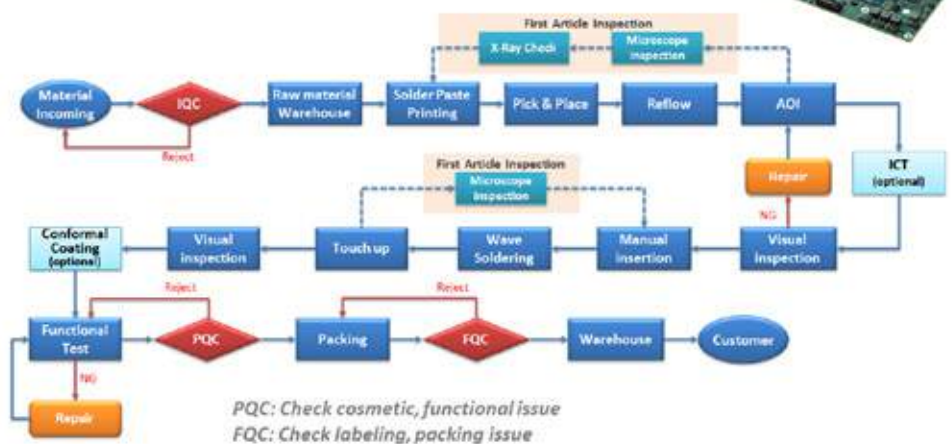 First Article Inspection
X-Ray Check
Microscope
inspection
Material
Incoming
IQC
Raw material
Warehouse
Solder Paste
Printing
Pick & Place
Reflow
AOI
Reject
Repair
ICT
(optional)
NG
First Article Inspection
Microscope
inspection
Conformal
Coating
(optional)
Visual
inspection
Touch up
Wave
Soldering
Manual
insertion
Visual
Inspection
Reject
Reject
Functional
Test
PQC
Packing
FQC
Warehouse
Customer
NG
Repair
PQC: Check cosmetic, functional issue
FQC: Check labeling, packing issue